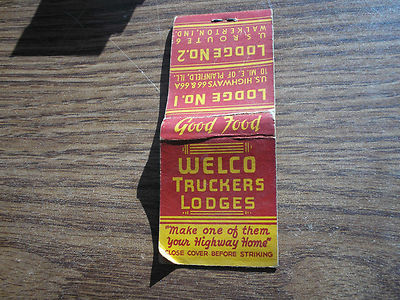 LODGE No. 2
U.S. ROUTE 6
WALKERTON, IND.
LODGE No. 1
U.S. HIGHWAYS 66 & 66A
10 MI. E. OF PLAINFIELD, ILL.
Good Food
WELCO
TRUCKERS
LODGES
"Make one of them
your Highway Home"
CLOSE COVER BEFORE STRIKING